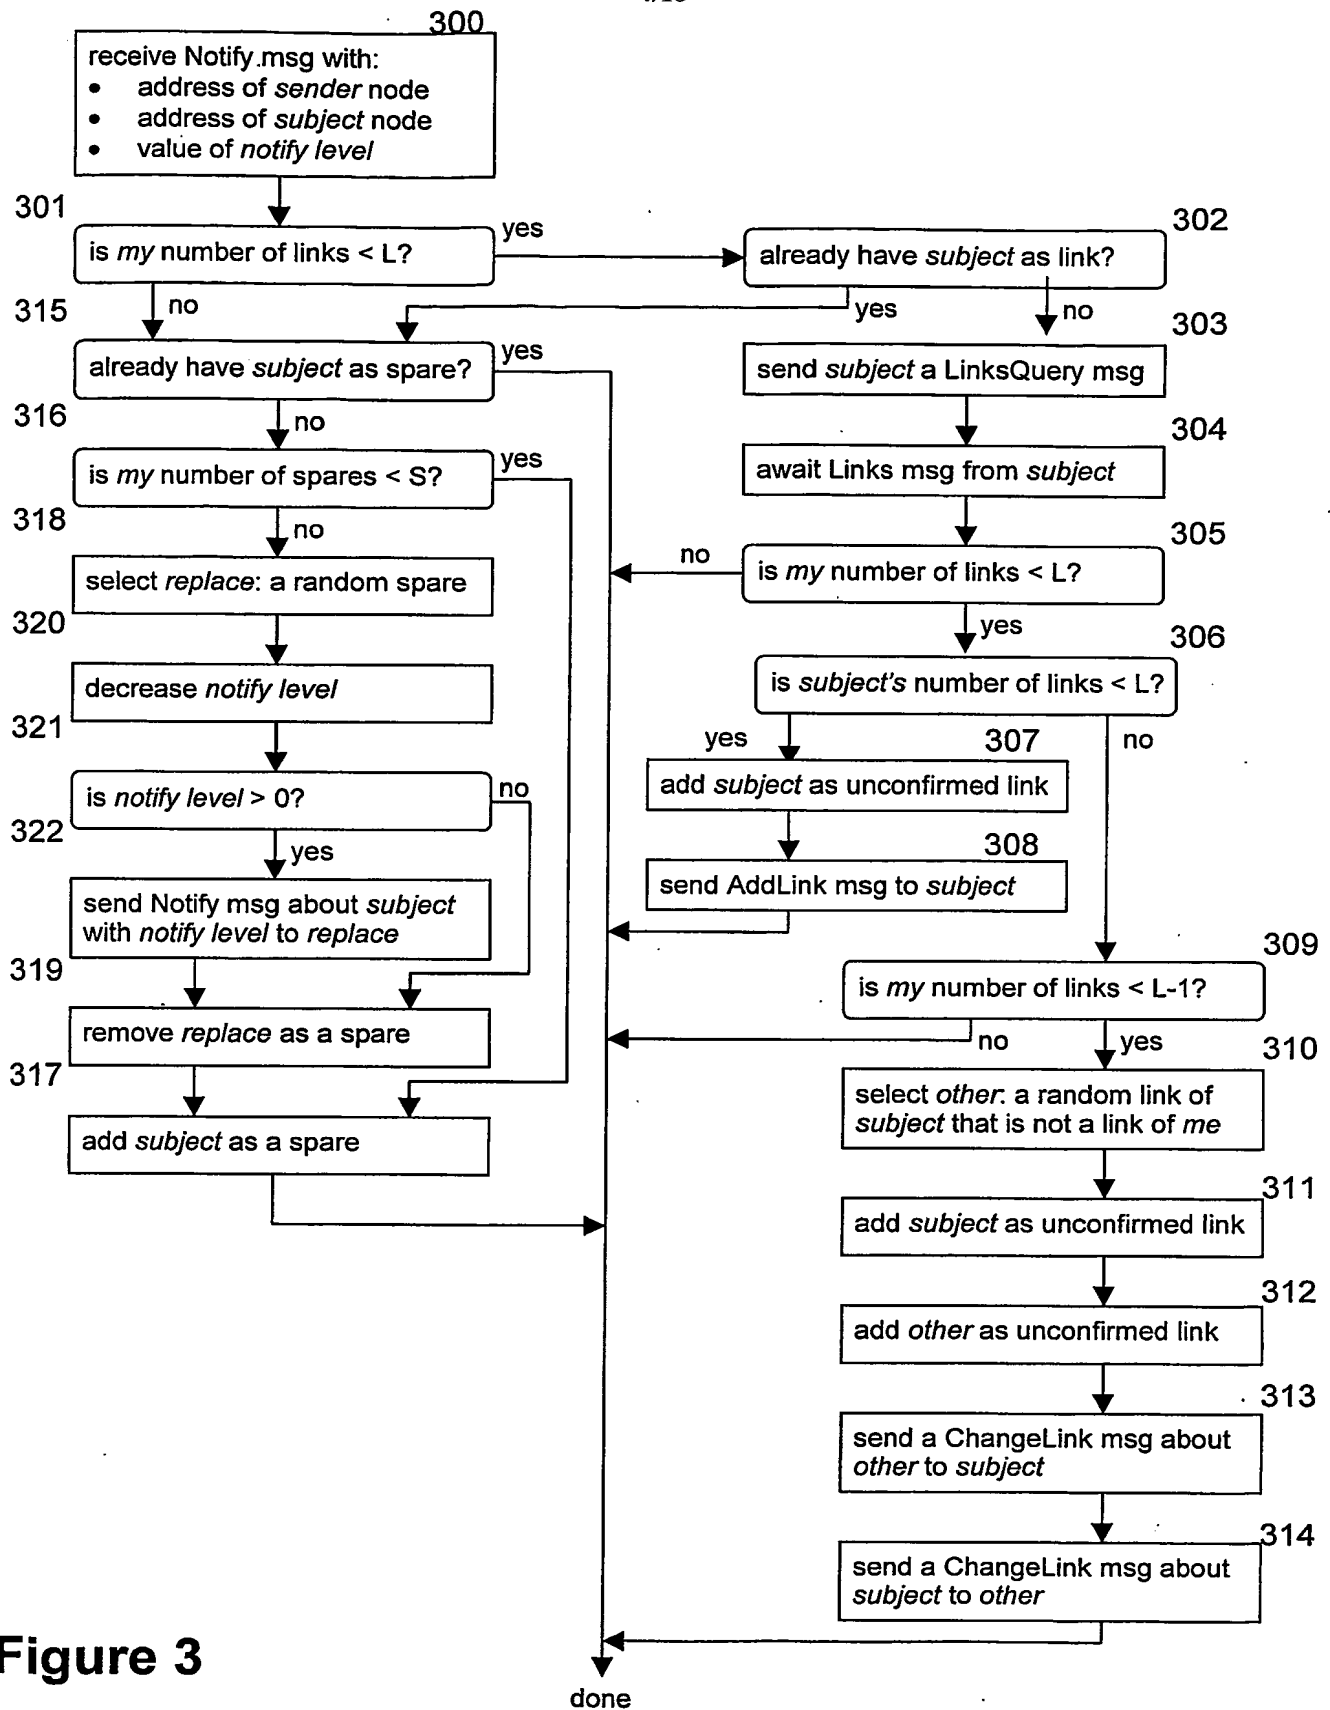 300
receive Notify.msg with:
• address of sender node
• address of subject node
• value of notify level
301
is my number of links < L?
yes
no
302
already have subject as link?
yes
no
315
already have subject as spare?
yes
no
303
send subject a LinksQuery msg
316
is my number of spares < S?
yes
no
304
await Links msg from subject
318
select replace: a random spare
305
is my number of links < L?
no
yes
320
decrease notify level
306
is subject's number of links < L?
yes
no
321
is notify level > 0?
no
yes
307
add subject as unconfirmed link
322
send Notify msg about subject
with notify level to replace
308
send AddLink msg to subject
319
remove replace as a spare
309
is my number of links < L-1?
no
yes
317
add subject as a spare
310
select other: a random link of
subject that is not a link of me
311
add subject as unconfirmed link
312
add other as unconfirmed link
313
send a ChangeLink msg about
other to subject
314
send a ChangeLink msg about
subject to other
done
Figure 3